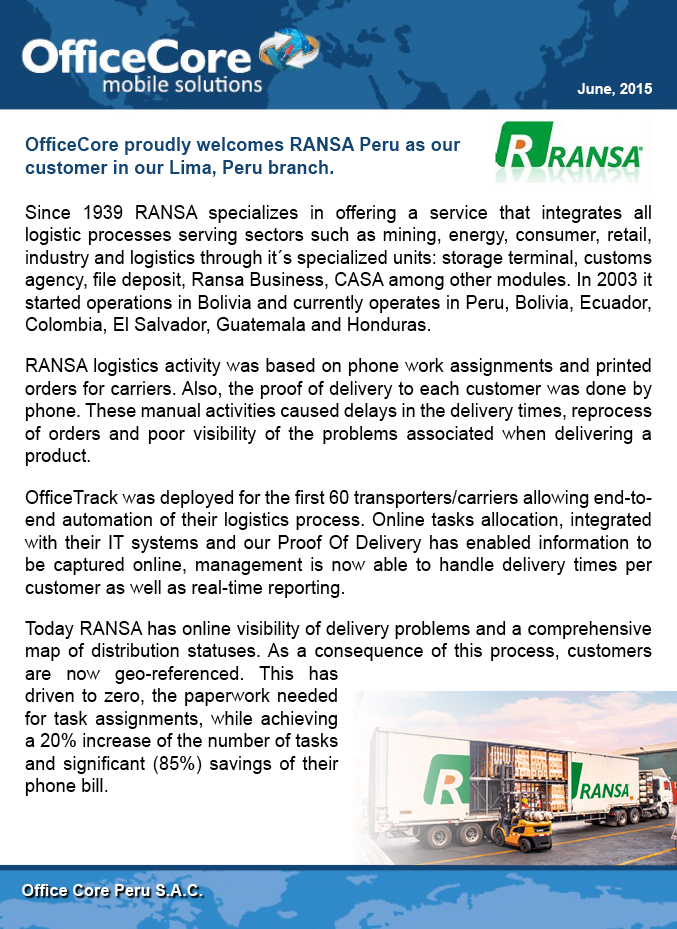 OfficeCore
mobile solutions
June, 2015
OfficeCore proudly welcomes RANSA Peru as our
customer in our Lima, Peru branch.
R RANSA®
Since 1939 RANSA specializes in offering a service that integrates all
logistic processes serving sectors such as mining, energy, consumer, retail,
industry and logistics through it´s specialized units: storage terminal, customs
agency, file deposit, Ransa Business, CASA among other modules. In 2003 it
started operations in Bolivia and currently operates in Peru, Bolivia, Ecuador,
Colombia, El Salvador, Guatemala and Honduras.
RANSA logistics activity was based on phone work assignments and printed
orders for carriers. Also, the proof of delivery to each customer was done by
phone. These manual activities caused delays in the delivery times, reprocess
of orders and poor visibility of the problems associated when delivering a
product.
OfficeTrack was deployed for the first 60 transporters/carriers allowing end-to-
end automation of their logistics process. Online tasks allocation, integrated
with their IT systems and our Proof Of Delivery has enabled information to
be captured online, management is now able to handle delivery times per
customer as well as real-time reporting.
Today RANSA has online visibility of delivery problems and a comprehensive
map of distribution statuses. As a consequence of this process, customers
are now geo-referenced. This has
driven to zero, the paperwork needed
for task assignments, while achieving
a 20% increase of the number of tasks
and significant (85%) savings of their
phone bill.
R RANSA
Office Core Peru S.A.C.